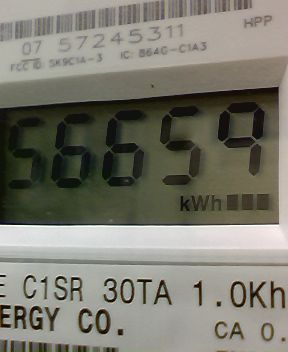 07 57245311
HPP
FCC ID: SK9C1A-3 IC: 864G-C1A3
56659
kWh
E C1SR 30TA 1.0Kh
ERGY CO.
CA 0.